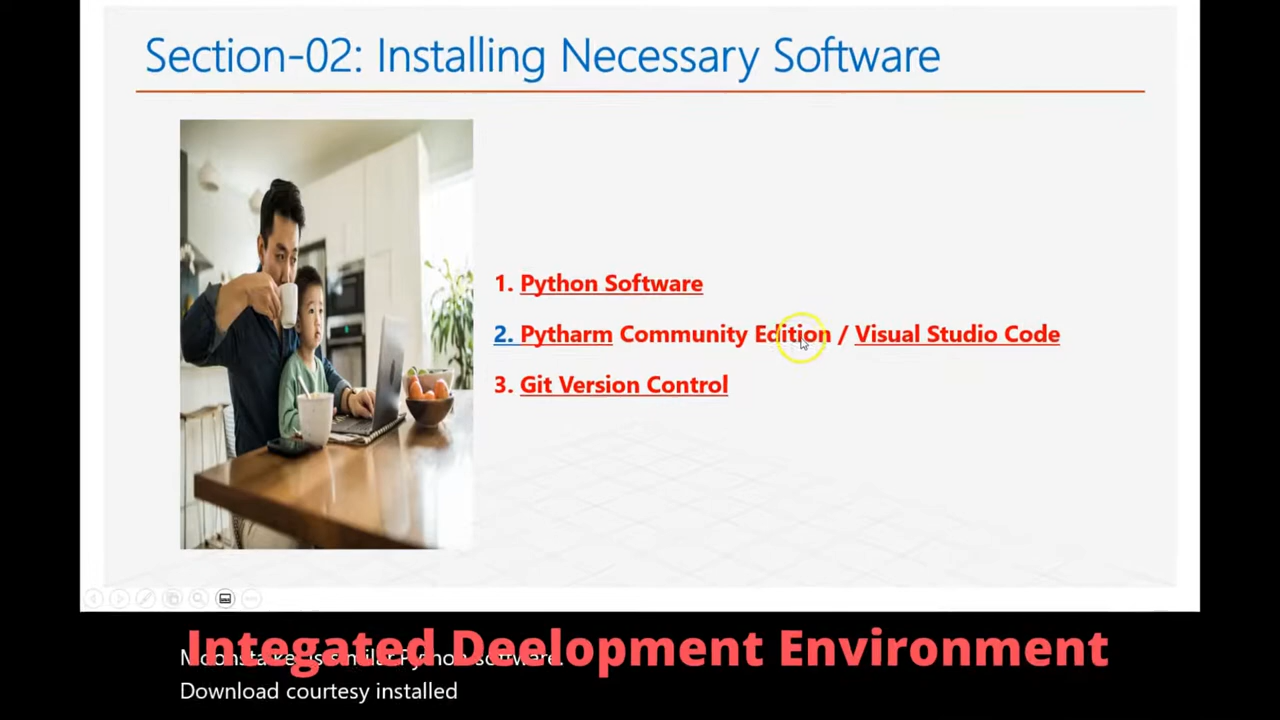 Section-02: Installing Necessary Software
1. Python Software
2. Pytharm Community Edition / Visual Studio Code
3. Git Version Control
Integated Deelopment Environment
Download courtesy installed